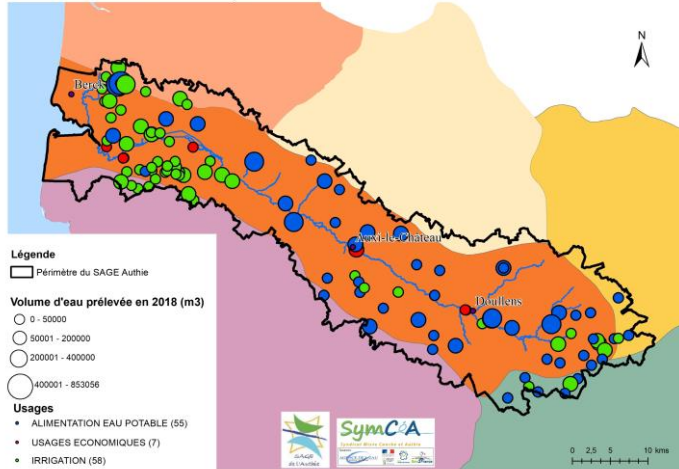 N
Berck
Auxi-le-Chateau
Doullens
Légende
Périmètre du SAGE Authie
Volume d'eau prélevée en 2018 (m3)
0 - 50000
50001 - 200000
200001 - 400000
400001 - 853056
Usages
ALIMENTATION EAU POTABLE (55)
USAGES ECONOMIQUES (7)
IRRIGATION (58)
SAGE
de l'Authie
SymCéA
Syndicat Mixte Canche et Authie
0 2,5 5 10 kms